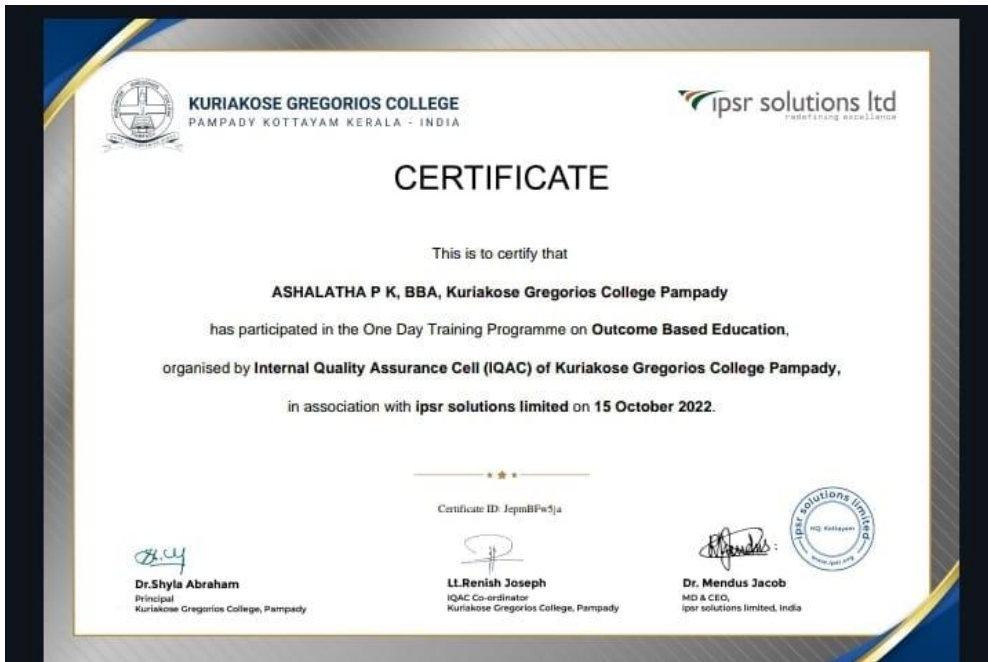 KURIAKOSE GREGORIOS COLLEGE
PAMPADY KOTTAYAM KERALA - INDIA
ipsr solutions ltd
redefining excellence
CERTIFICATE
This is to certify that
ASHALATHA P K, BBA, Kuriakose Gregorios College Pampady
has participated in the One Day Training Programme on Outcome Based Education,
organised by Internal Quality Assurance Cell (IQAC) of Kuriakose Gregorios College Pampady,
in association with ipsr solutions limited on 15 October 2022.
Certificate ID: JepmBFw5ja
Dr.Shyla Abraham
Principal
Kuriakose Gregorios College, Pampady
Lt.Renish Joseph
IQAC Co-ordinator
Kuriakose Gregorios College, Pampady
Dr. Mendus Jacob
MD & CEO,
ipsr solutions limited, India
ipsr solutions limited
HQ Kottayam
www.ipsr.org